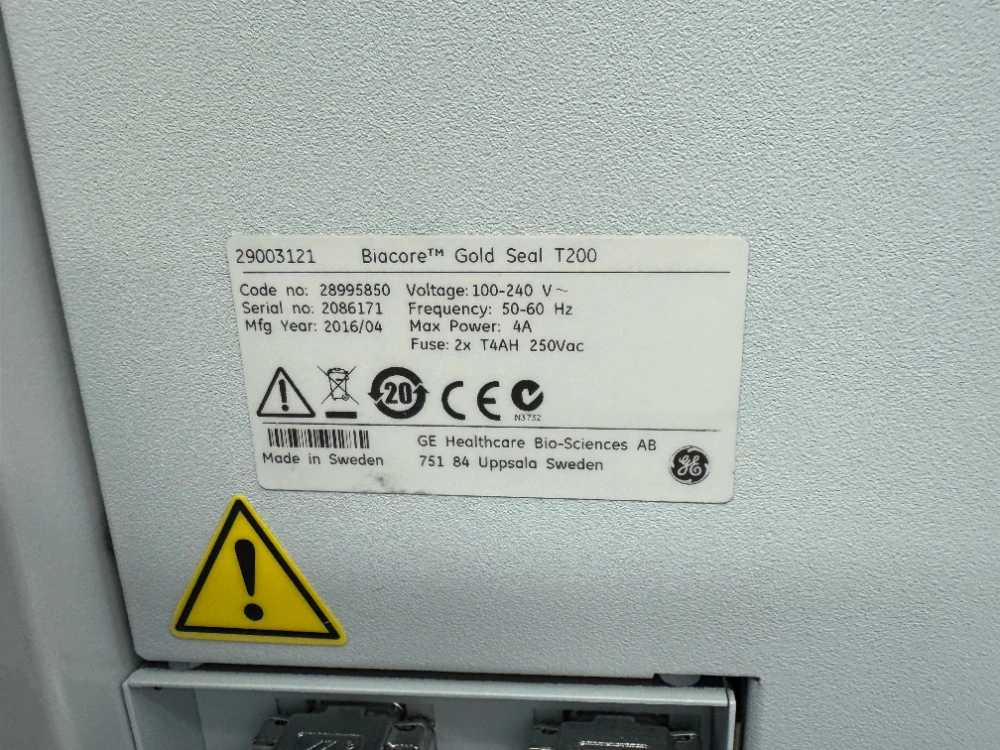 29003121 Biacore™ Gold Seal T200
Code no: 28995850 Voltage: 100-240 V~
Serial no: 2086171 Frequency: 50-60 Hz
Mfg Year: 2016/04 Max Power: 4A
Fuse: 2x T4AH 250Vac
20
CE
N3732
GE Healthcare Bio-Sciences AB
Made in Sweden 751 84 Uppsala Sweden
GE